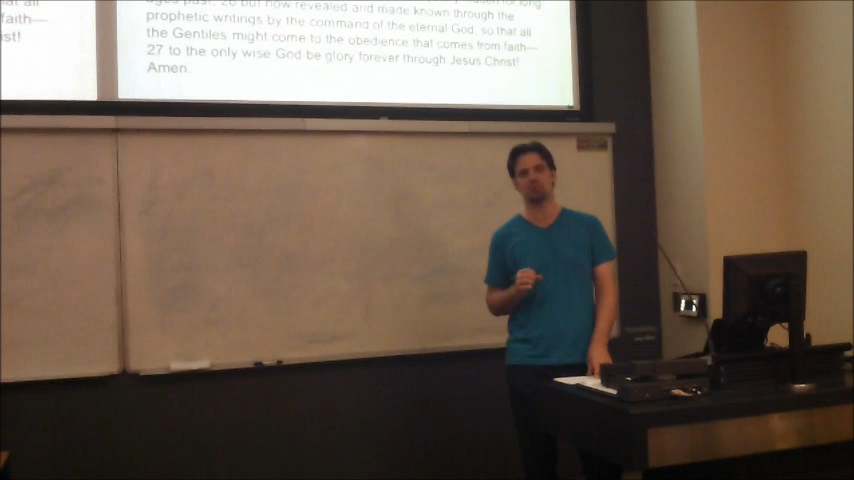 at all
faith—
st!
ages past, 26 but now revealed and made known through the
prophetic writings by the command of the eternal God, so that all
the Gentiles might come to the obedience that comes from faith—
27 to the only wise God be glory forever through Jesus Christ!
Amen.